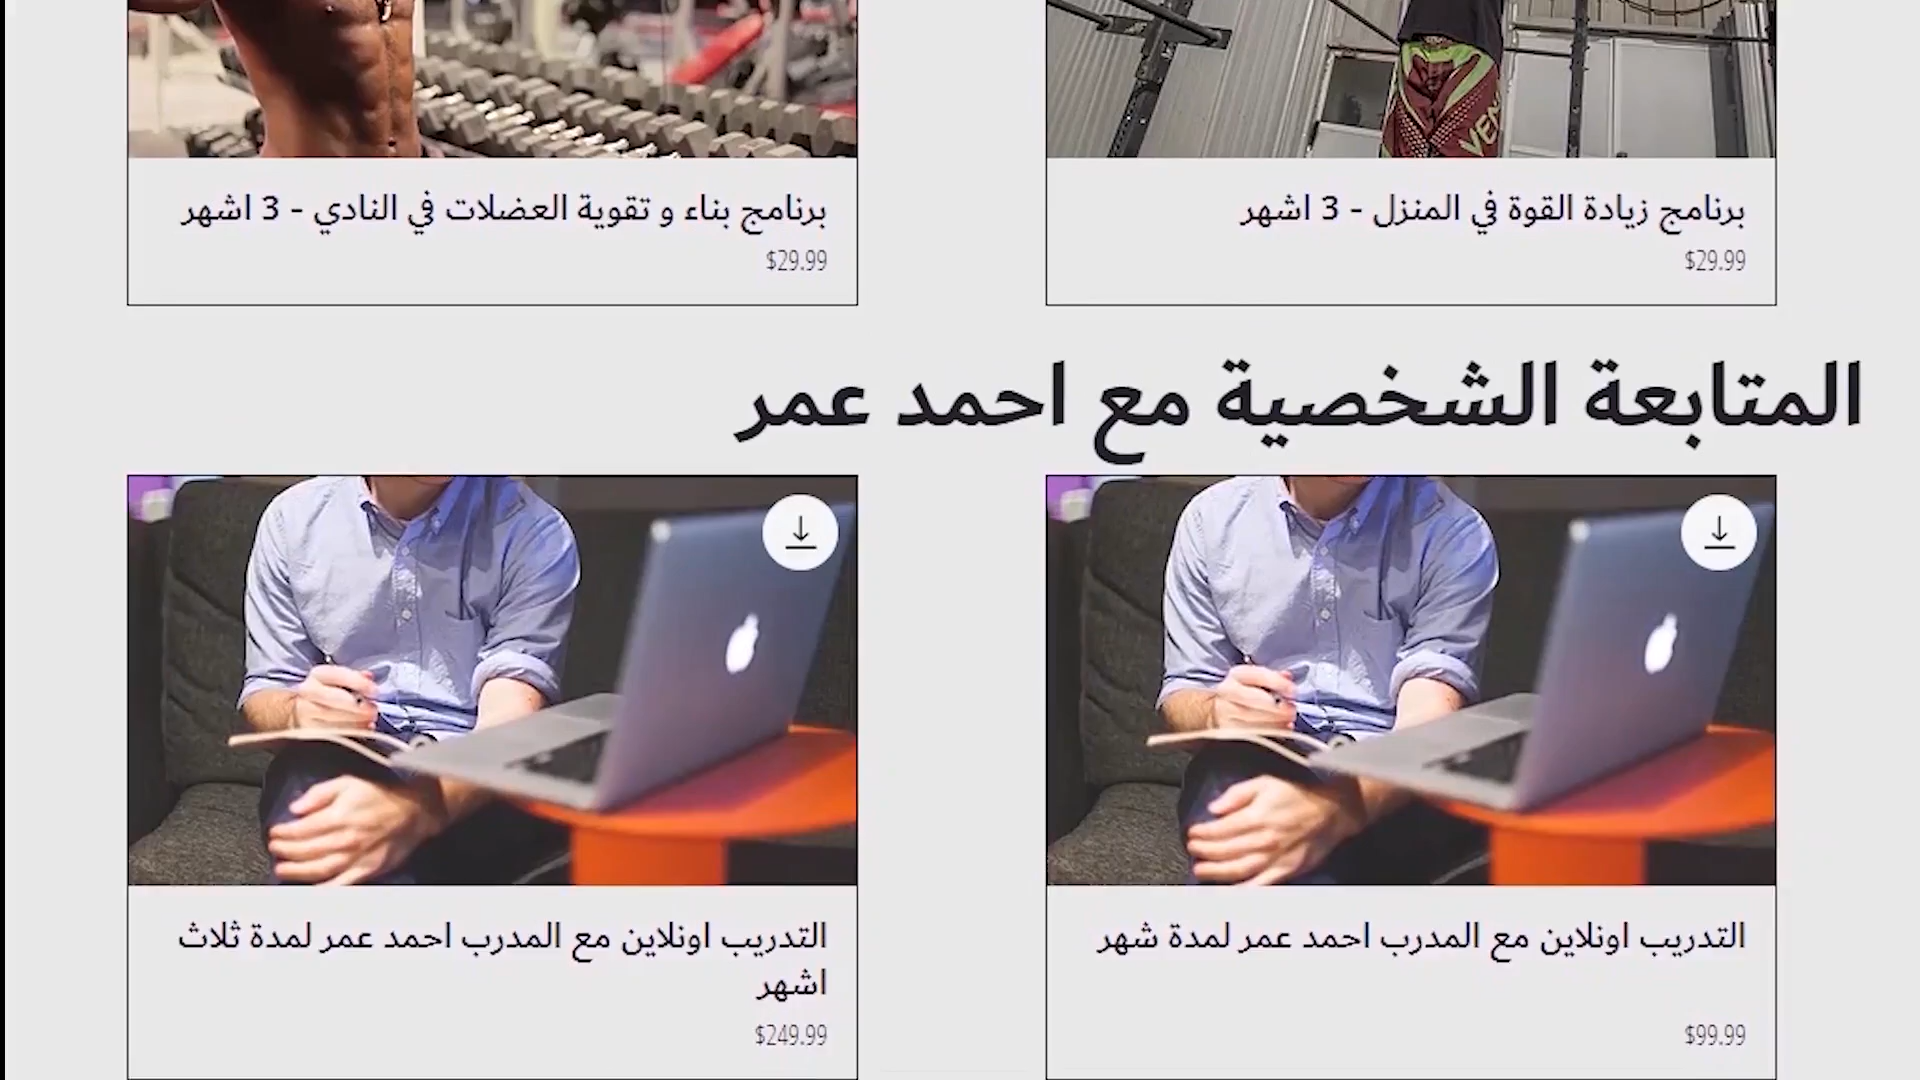 برنامج زيادة القوة في المنزل - 3 اشهر
$29.99
برنامج بناء و تقوية العضلات في النادي - 3 اشهر
$29.99
المتابعة الشخصية مع احمد عمر
التدريب اونلاين مع المدرب احمد عمر لمدة شهر
$99.99
التدريب اونلاين مع المدرب احمد عمر لمدة ثلاث
اشهر
$249.99